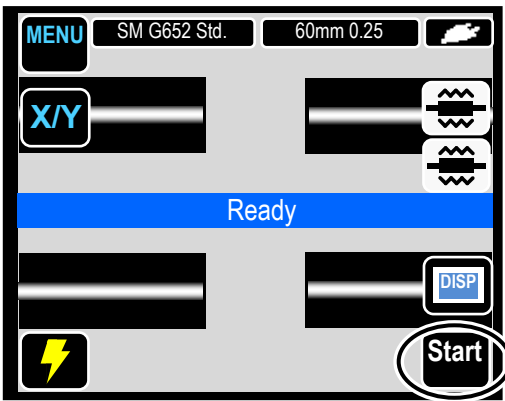 MENU
SM G652 Std.
60mm 0.25
X/Y
Ready
DISP
Start